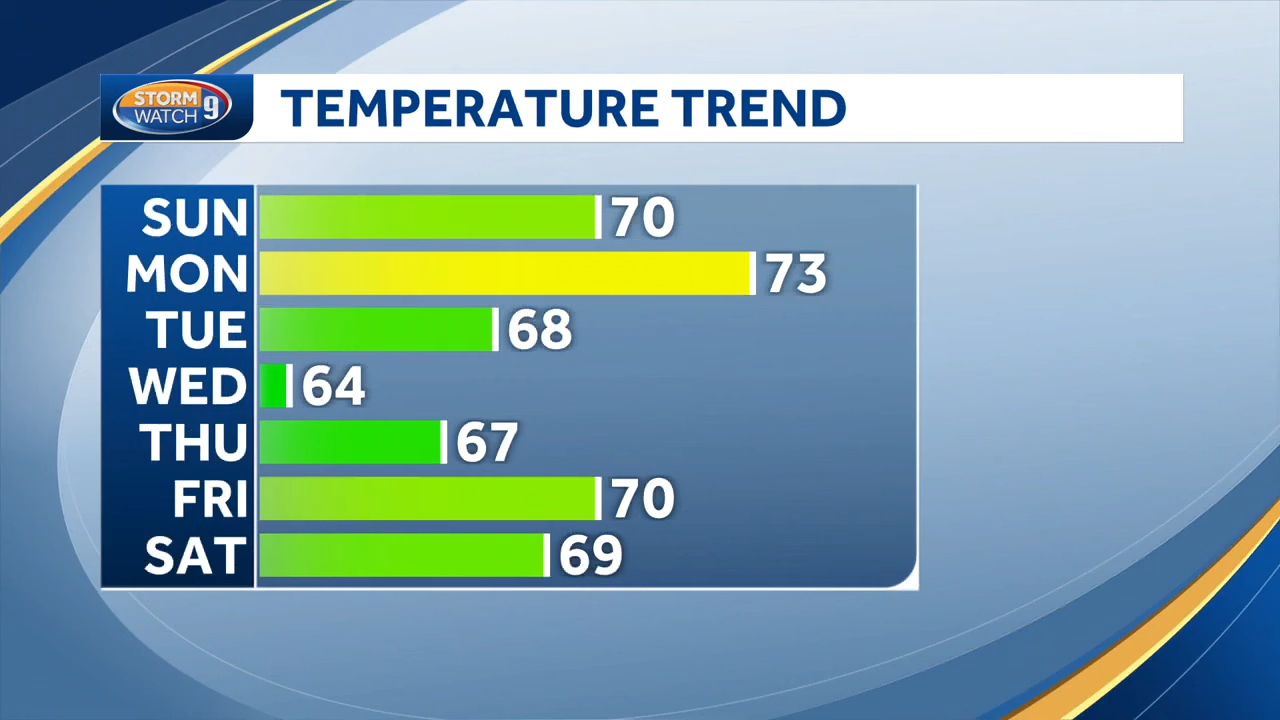 STORM
WATCH 9
TEMPERATURE TREND
SUN 70
MON 73
TUE 68
WED 64
THU 67
FRI 70
SAT 69